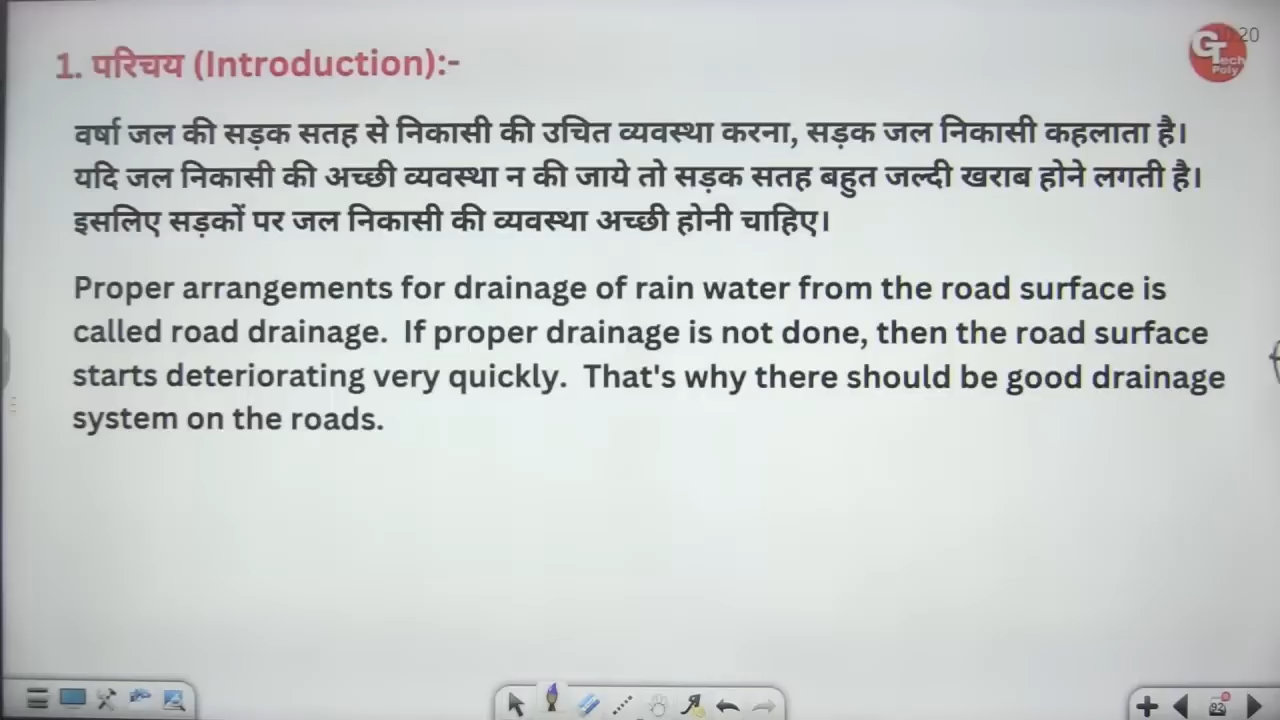 1. परिचय (Introduction):-
वर्षा जल की सड़क सतह से निकासी की उचित व्यवस्था करना, सड़क जल निकासी कहलाता है।
यदि जल निकासी की अच्छी व्यवस्था न की जाये तो सड़क सतह बहुत जल्दी खराब होने लगती है।
इसलिए सड़कों पर जल निकासी की व्यवस्था अच्छी होनी चाहिए।
Proper arrangements for drainage of rain water from the road surface is
called road drainage.  If proper drainage is not done, then the road surface
starts deteriorating very quickly.  That's why there should be good drainage
system on the roads.
GTech
Poly
92